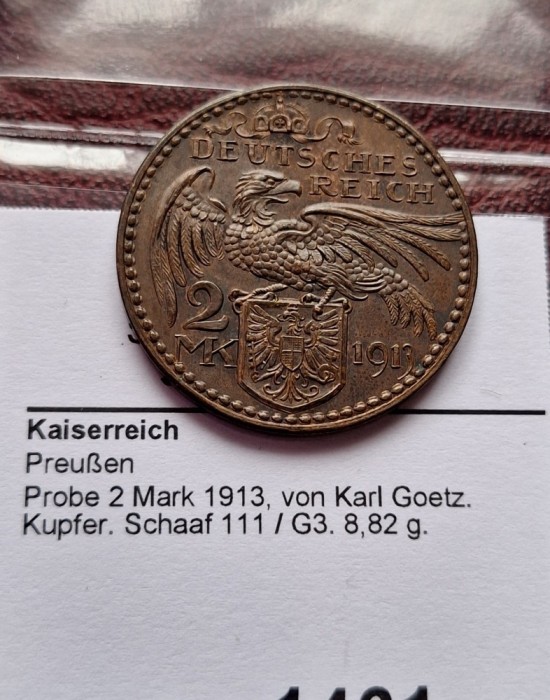 DEUTSCHES
REICH
2
MK 1913
Kaiserreich
Preußen
Probe 2 Mark 1913, von Karl Goetz.
Kupfer. Schaaf 111 / G3. 8,82 g.